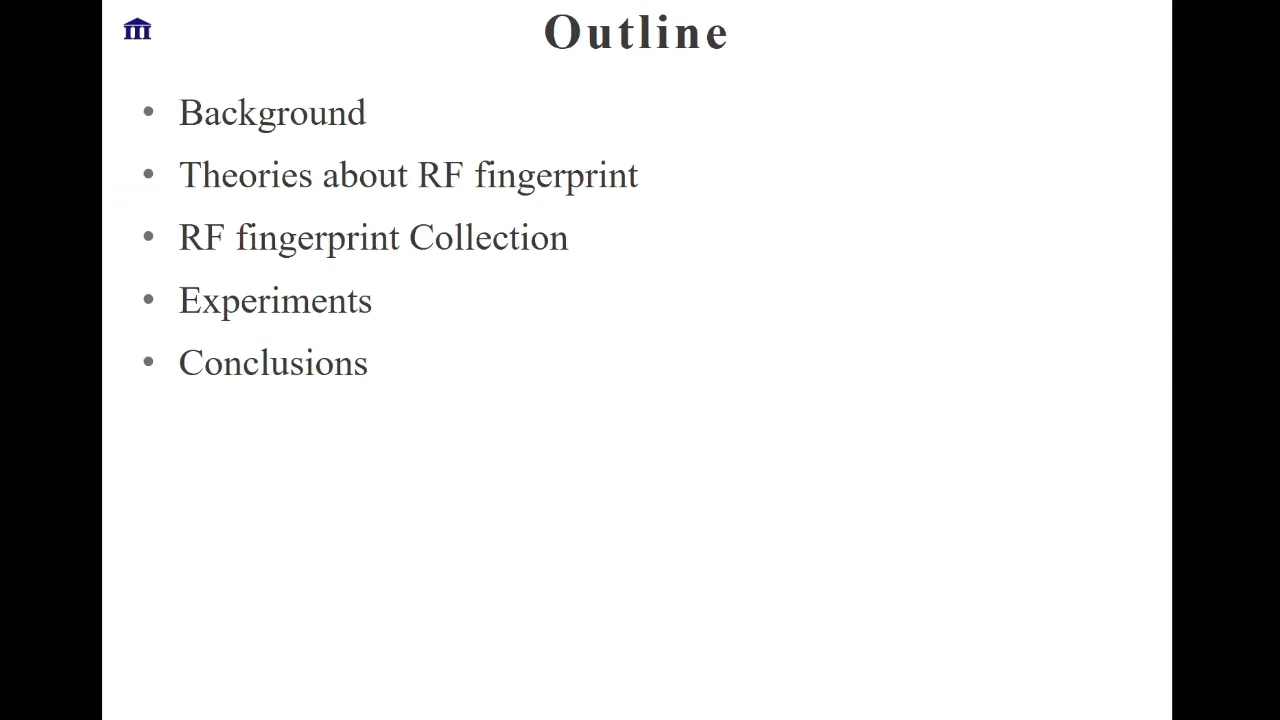 Outline
• Background
• Theories about RF fingerprint
• RF fingerprint Collection
• Experiments
• Conclusions